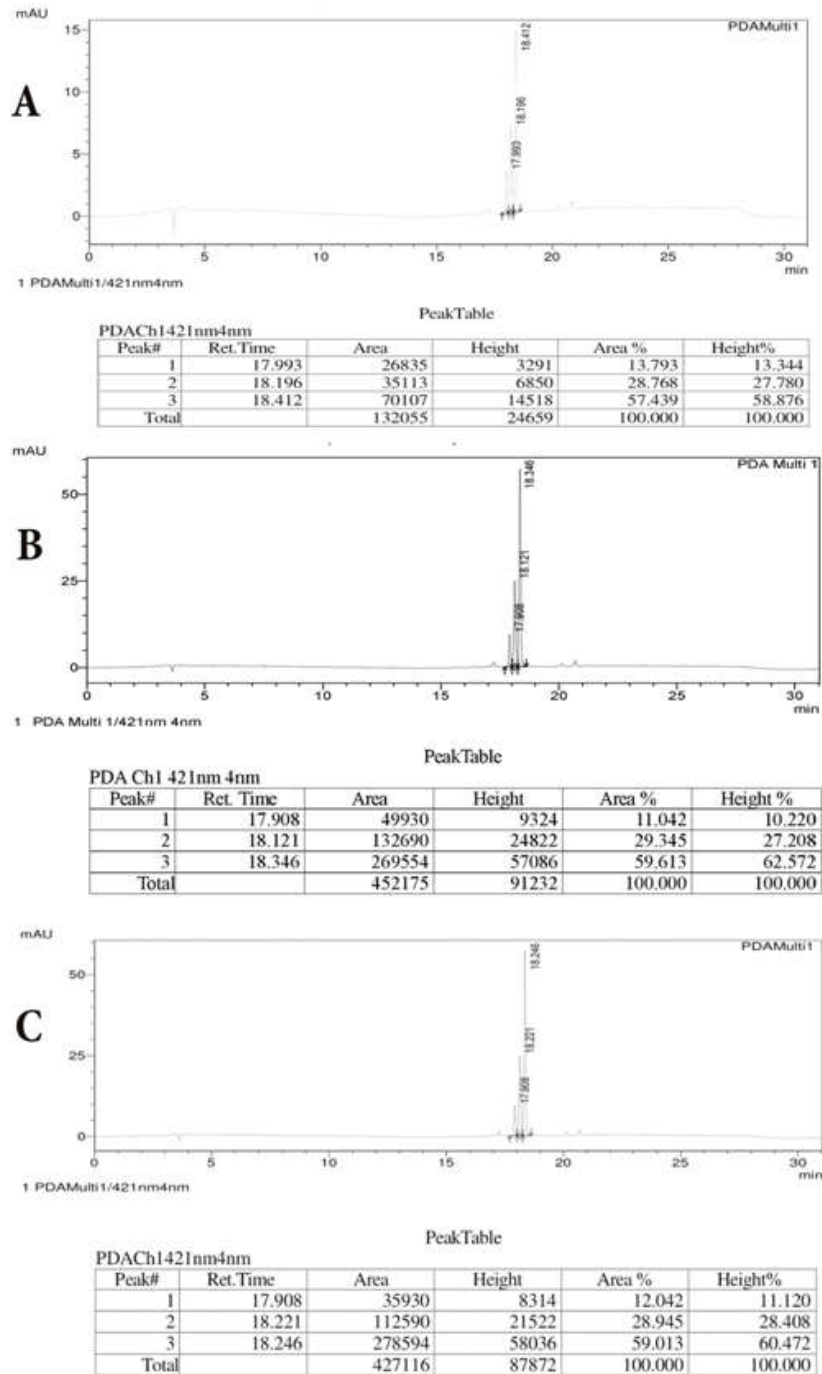 mAU
PDAMulti1
15
10
5
0
18.412
18.196
17.993
A
0 5 10 15 20 25 30
min
1 PDAMulti1/421nm4nm
PeakTable
PDACh1421nm4nm
Peak# Ret.Time Area Height Area % Height%
1 17.993 26835 3291 13.793 13.344
2 18.196 35113 6850 28.768 27.780
3 18.412 70107 14518 57.439 58.876
Total 132055 24659 100.000 100.000
mAU
PDA Multi 1
50
25
0
18.346
18.121
17.908
B
0 5 10 15 20 25 30
min
1 PDA Multi 1/421nm 4nm
PeakTable
PDA Ch1 421nm 4nm
Peak# Ret. Time Area Height Area % Height %
1 17.908 49930 9324 11.042 10.220
2 18.121 132690 24822 29.345 27.208
3 18.346 269554 57086 59.613 62.572
Total 452175 91232 100.000 100.000
mAU
PDAMulti1
50
25
0
18.246
18.221
17.908
C
0 5 10 15 20 25 30
min
1 PDAMulti1/421nm4nm
PeakTable
PDACh1421nm4nm
Peak# Ret.Time Area Height Area % Height%
1 17.908 35930 8314 12.042 11.120
2 18.221 112590 21522 28.945 28.408
3 18.246 278594 58036 59.013 60.472
Total 427116 87872 100.000 100.000